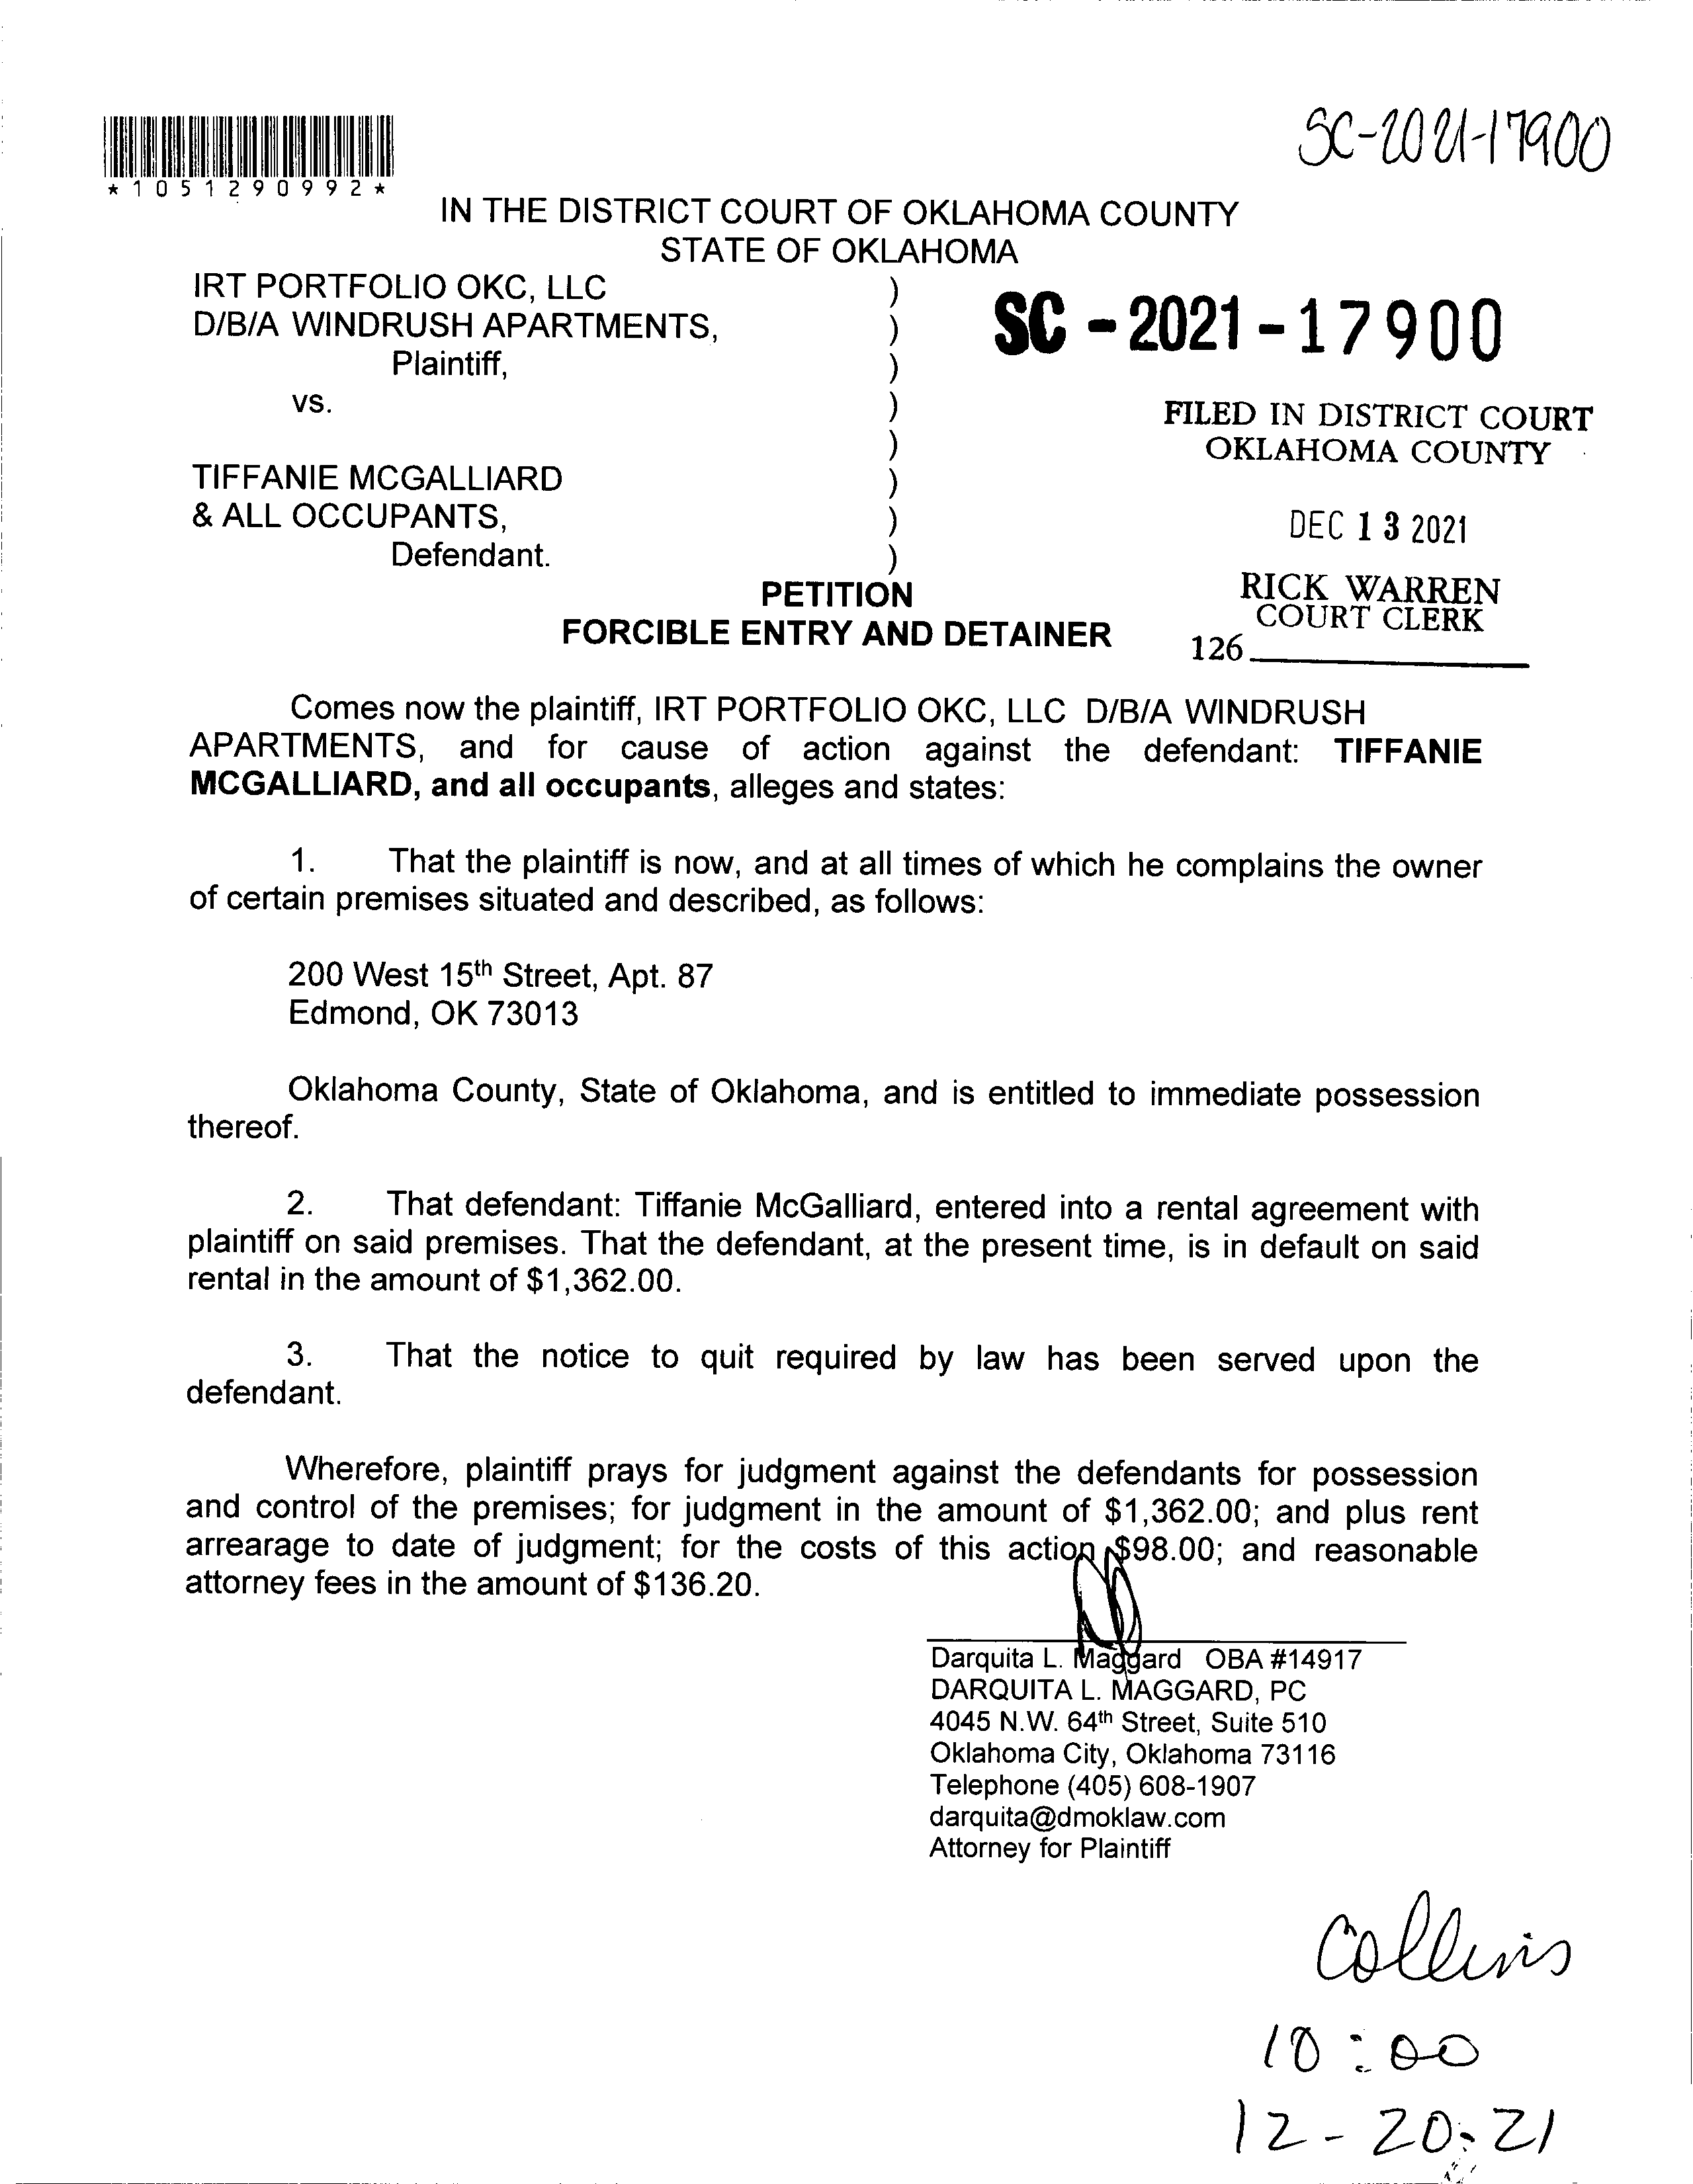 SC-2021-17900
*1051290992*
IN THE DISTRICT COURT OF OKLAHOMA COUNTY
STATE OF OKLAHOMA
IRT PORTFOLIO OKC, LLC )
D/B/A WINDRUSH APARTMENTS, )
Plaintiff, )
SC - 2021 - 17900
vs. )
)
TIFFANIE MCGALLIARD )
& ALL OCCUPANTS, )
Defendant. )
FILED IN DISTRICT COURT
OKLAHOMA COUNTY
DEC 13 2021
RICK WARREN
COURT CLERK
126
PETITION
FORCIBLE ENTRY AND DETAINER
Comes now the plaintiff, IRT PORTFOLIO OKC, LLC D/B/A WINDRUSH
APARTMENTS, and for cause of action against the defendant: TIFFANIE
MCGALLIARD, and all occupants, alleges and states:
1. That the plaintiff is now, and at all times of which he complains the owner
of certain premises situated and described, as follows:
200 West 15th Street, Apt. 87
Edmond, OK 73013
Oklahoma County, State of Oklahoma, and is entitled to immediate possession
thereof.
2. That defendant: Tiffanie McGalliard, entered into a rental agreement with
plaintiff on said premises. That the defendant, at the present time, is in default on said
rental in the amount of $1,362.00.
3. That the notice to quit required by law has been served upon the
defendant.
Wherefore, plaintiff prays for judgment against the defendants for possession
and control of the premises; for judgment in the amount of $1,362.00; and plus rent
arrearage to date of judgment; for the costs of this action $98.00; and reasonable
attorney fees in the amount of $136.20.
Darquita L. Maggard OBA #14917
DARQUITA L. MAGGARD, PC
4045 N.W. 64th Street, Suite 510
Oklahoma City, Oklahoma 73116
Telephone (405) 608-1907
darquita@dmoklaw.com
Attorney for Plaintiff
Collins
10:00
12-20-21